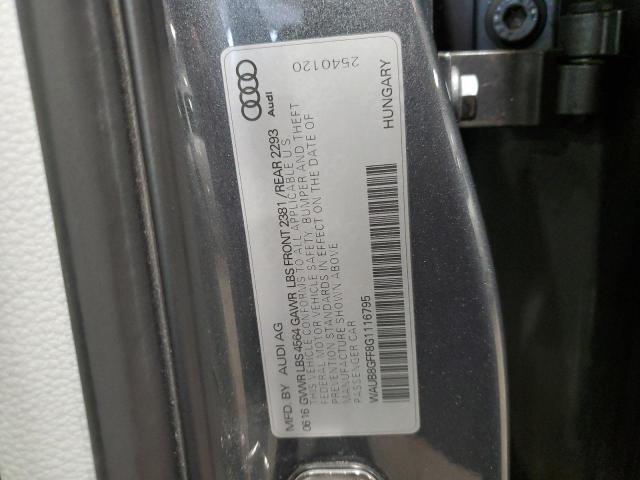 MFD. BY AUDI AG
06 16 GVWR LBS 4564 GAWR LBS FRONT 2381 / REAR 2293
THIS VEHICLE CONFORMS TO ALL APPLICABLE U S
FEDERAL MOTOR VEHICLE SAFETY, BUMPER AND THEFT
PREVENTION STANDARDS IN EFFECT ON THE DATE OF
MANUFACTURE SHOWN ABOVE
PASSENGER CAR
WAUB8GFF8G1116795
HUNGARY
Audi
2540120